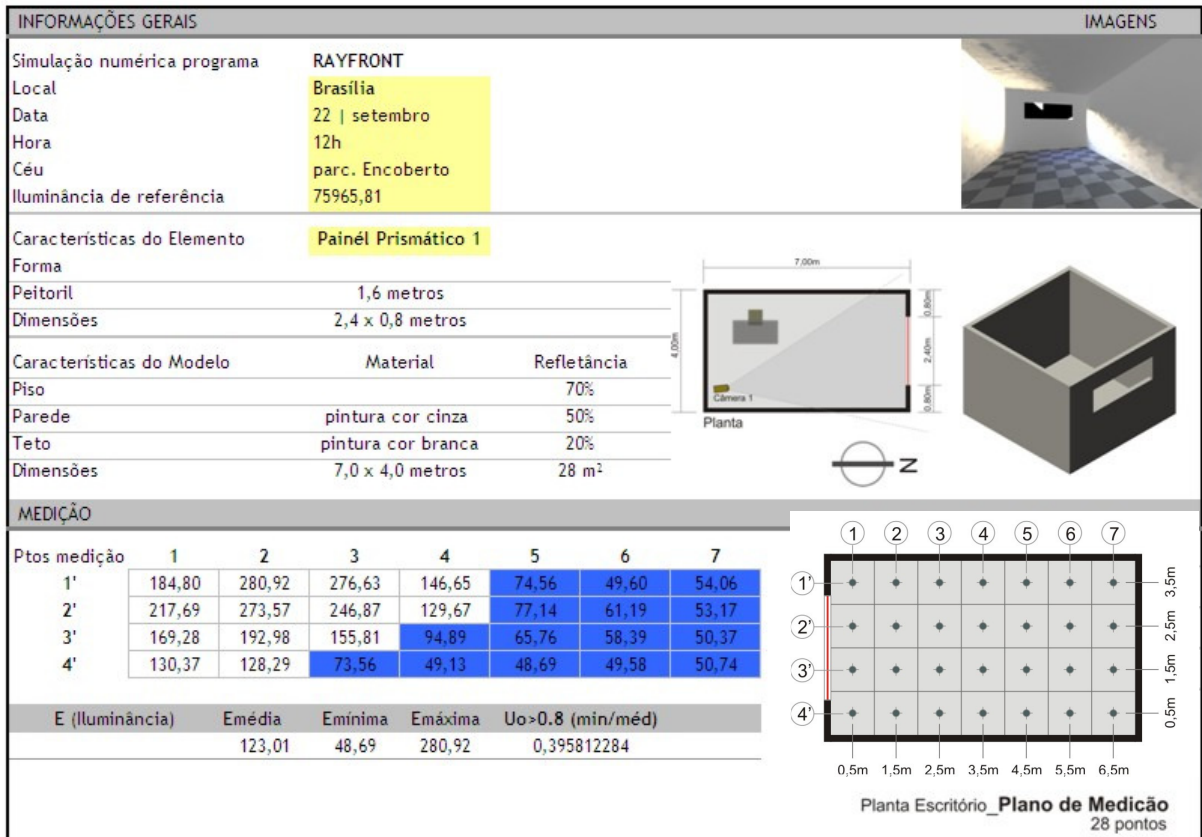 INFORMAÇÕES GERAIS IMAGENS
Simulação numérica programa RAYFRONT
Local Brasília
Data 22 | setembro
Hora 12h
Céu parc. Encoberto
Iluminância de referência 75965,81
Características do Elemento Painél Prismático 1
Forma
Peitoril 1,6 metros
Dimensões 2,4 x 0,8 metros
Características do Modelo Material Refletância
Piso 70%
Parede pintura cor cinza 50%
Teto pintura cor branca 20%
Dimensões 7,0 x 4,0 metros 28 m²
7,00m
4,00m
0,80m
2,40m
0,80m
Câmera 1
Planta
N
MEDIÇÃO
Ptos medição 1 2 3 4 5 6 7
1' 184,80 280,92 276,63 146,65 74,56 49,60 54,06
2' 217,69 273,57 246,87 129,67 77,14 61,19 53,17
3' 169,28 192,98 155,81 94,89 65,76 58,39 50,37
4' 130,37 128,29 73,56 49,13 48,69 49,58 50,74
E (Iluminância) Emédia Emínima Emáxima Uo>0.8 (min/méd)
123,01 48,69 280,92 0,395812284
1 2 3 4 5 6 7
1' 3,5m
2' 2,5m
3' 1,5m
4' 0,5m
0,5m 1,5m 2,5m 3,5m 4,5m 5,5m 6,5m
Planta Escritório_Plano de Medicão
28 pontos